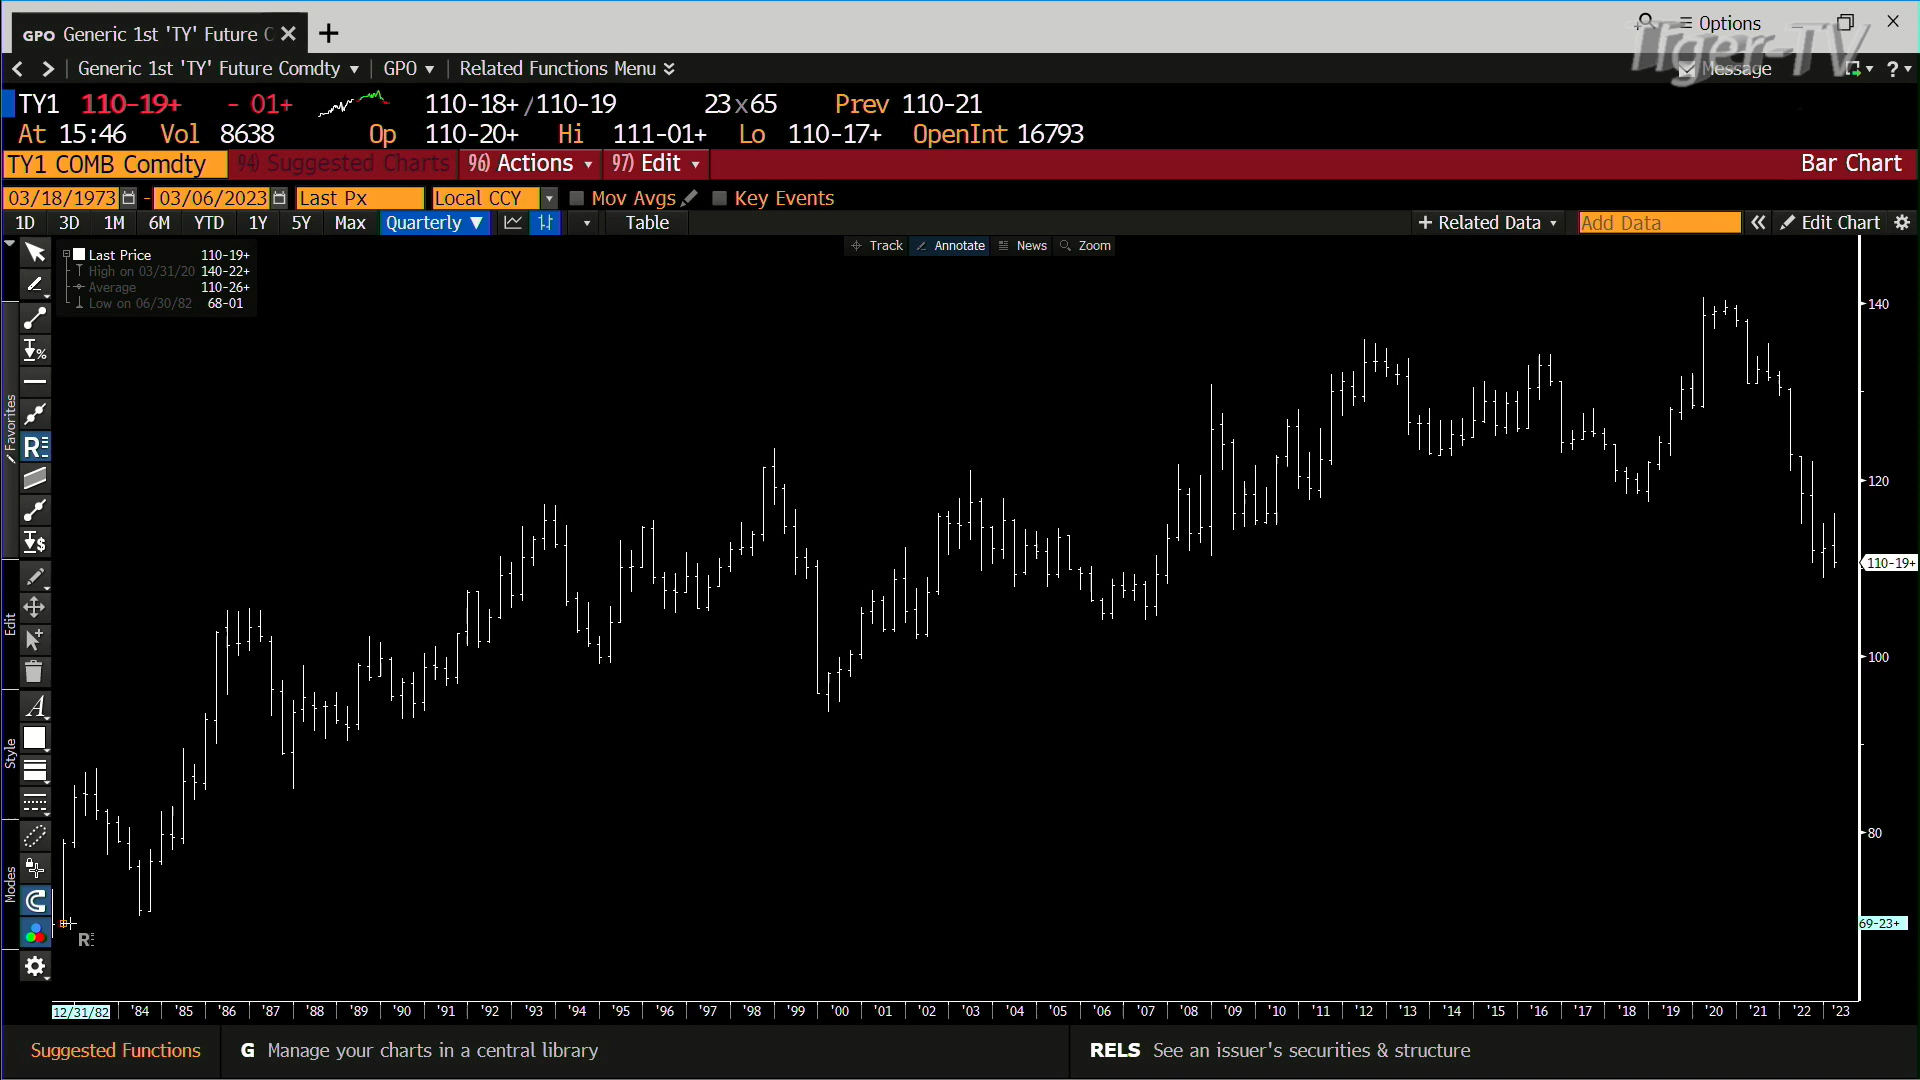 GPO Generic 1st 'TY' Future C
Options
Tiger-TV
Generic 1st 'TY' Future Comdty GPO Related Functions Menu Message ?
TY1 110-19+ - 01+ 110-18+/110-19 23x65 Prev 110-21
At 15:46 Vol 8638 Op 110-20+ Hi 111-01+ Lo 110-17+ OpenInt 16793
TY1 COMB Comdty 94) Suggested Charts 96) Actions 97) Edit Bar Chart
03/18/1973 - 03/06/2023 Last Px Local CCY Mov Avgs Key Events
1D 3D 1M 6M YTD 1Y 5Y Max Quarterly Table + Related Data Add Data Edit Chart
Track Annotate News Zoom
Last Price 110-19+
High on 03/31/20 140-22+
Average 110-26+
Low on 06/30/82 68-01
Favorites
Edit
Style
Modes
R
A
R
140
120
110-19+
100
80
69-23+
12/31/82 '84 '85 '86 '87 '88 '89 '90 '91 '92 '93 '94 '95 '96 '97 '98 '99 '00 '01 '02 '03 '04 '05 '06 '07 '08 '09 '10 '11 '12 '13 '14 '15 '16 '17 '18 '19 '20 '21 '22 '23
Suggested Functions G Manage your charts in a central library RELS See an issuer's securities & structure